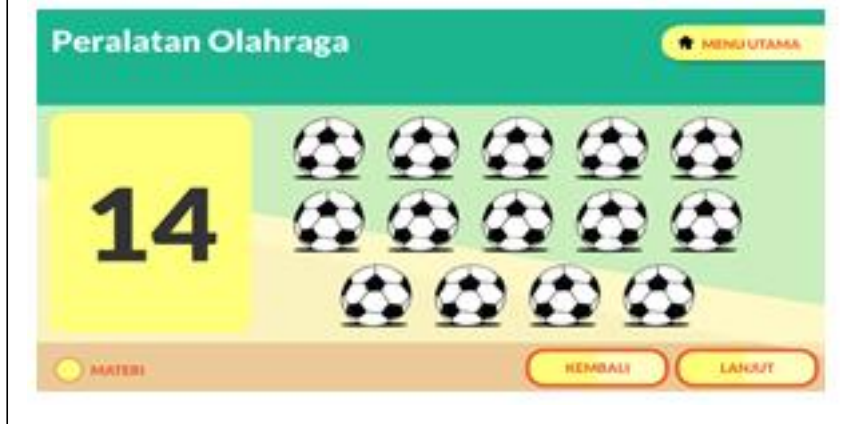 Peralatan Olahraga
MENU UTAMA
14
MATERI
KEMBALI
LANJUT